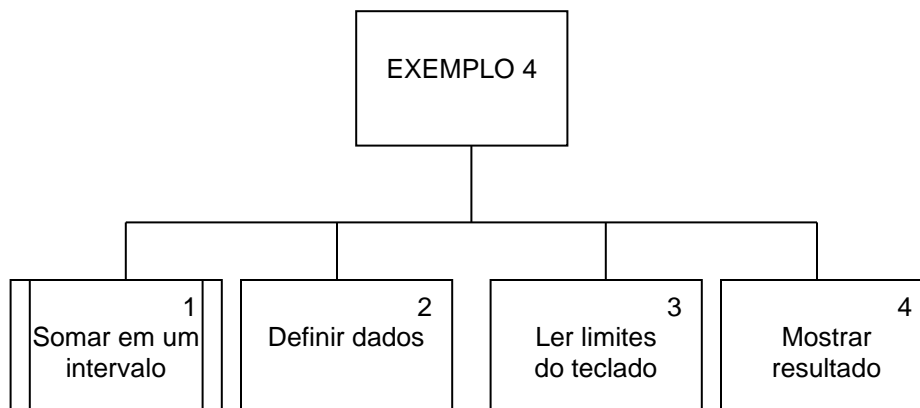 EXEMPLO 4
1
Somar em um
intervalo
2
Definir dados
3
Ler limites
do teclado
4
Mostrar
resultado